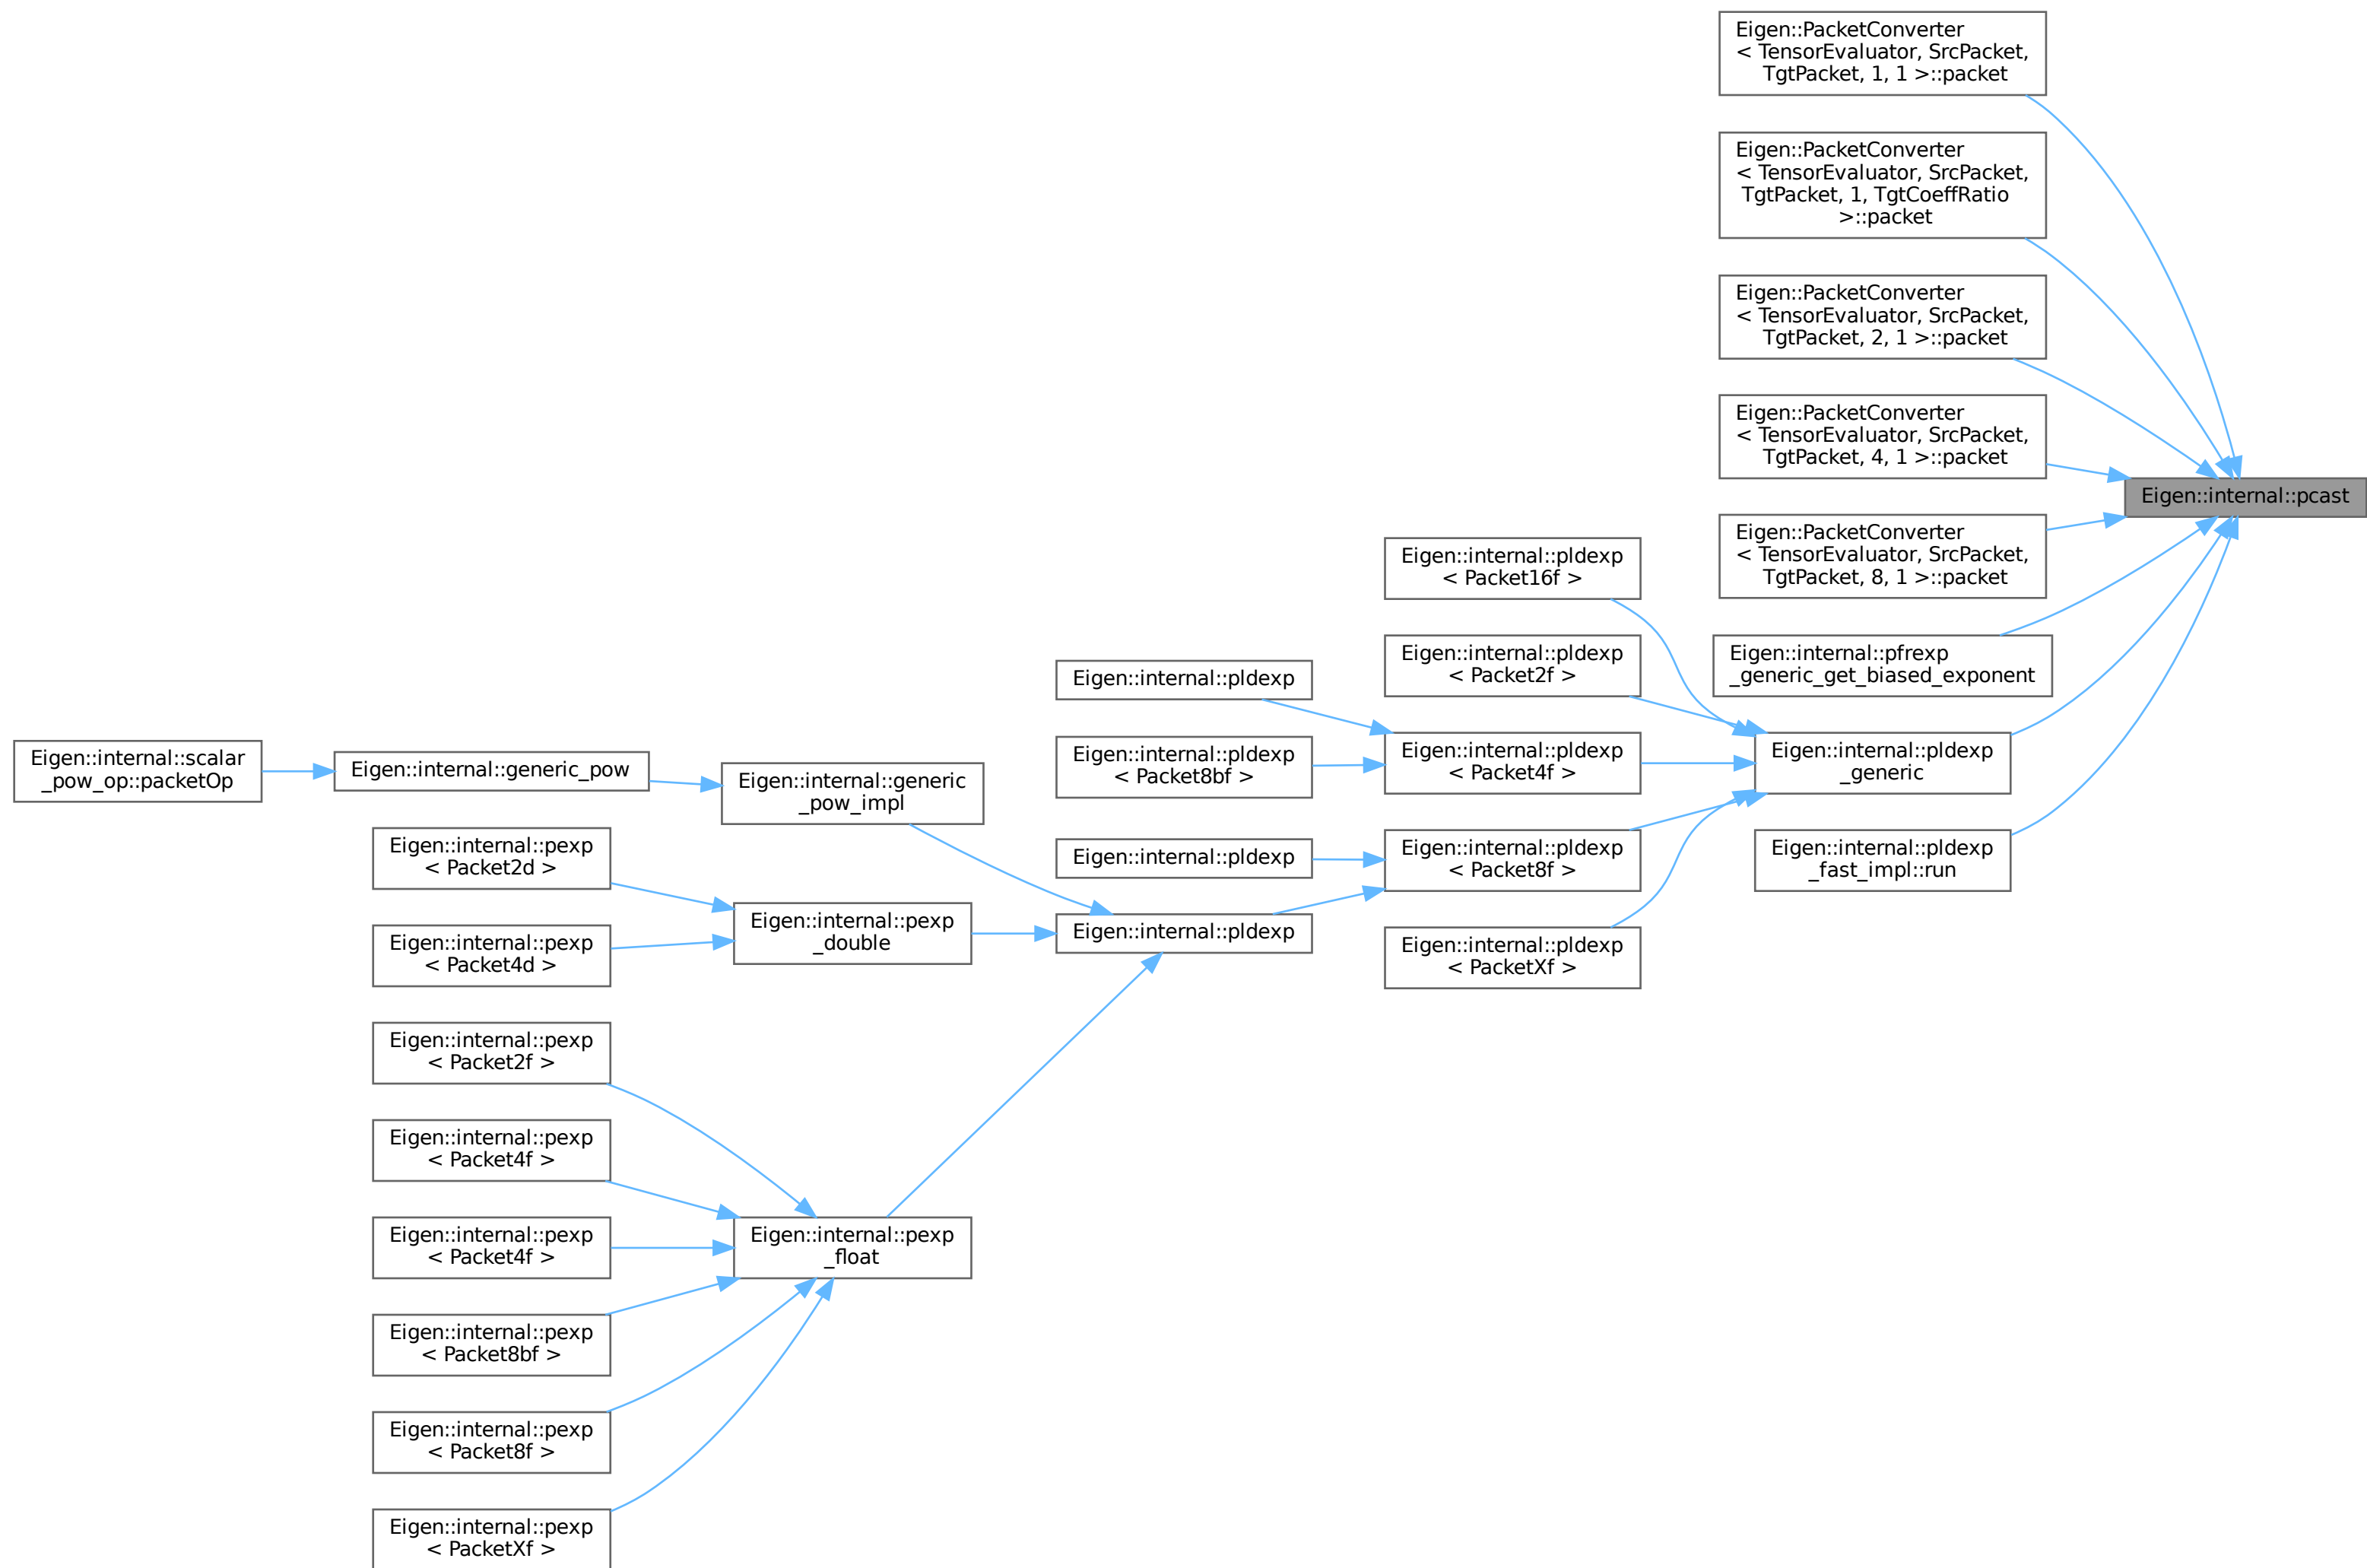 Eigen::PacketConverter
< TensorEvaluator, SrcPacket,
TgtPacket, 1, 1 >::packet
Eigen::PacketConverter
< TensorEvaluator, SrcPacket,
TgtPacket, 1, TgtCoeffRatio
>::packet
Eigen::PacketConverter
< TensorEvaluator, SrcPacket,
TgtPacket, 2, 1 >::packet
Eigen::PacketConverter
< TensorEvaluator, SrcPacket,
TgtPacket, 4, 1 >::packet
Eigen::internal::pcast
Eigen::PacketConverter
< TensorEvaluator, SrcPacket,
TgtPacket, 8, 1 >::packet
Eigen::internal::pldexp
< Packet16f >
Eigen::internal::pfrexp
_generic_get_biased_exponent
Eigen::internal::pldexp
< Packet2f >
Eigen::internal::pldexp
Eigen::internal::pldexp
_generic
Eigen::internal::pldexp
< Packet4f >
Eigen::internal::pldexp
< Packet8bf >
Eigen::internal::scalar
_pow_op::packetOp
Eigen::internal::generic_pow
Eigen::internal::generic
_pow_impl
Eigen::internal::pldexp
_fast_impl::run
Eigen::internal::pldexp
< Packet8f >
Eigen::internal::pldexp
Eigen::internal::pexp
< Packet2d >
Eigen::internal::pexp
_double
Eigen::internal::pldexp
Eigen::internal::pldexp
< PacketXf >
Eigen::internal::pexp
< Packet4d >
Eigen::internal::pexp
< Packet2f >
Eigen::internal::pexp
< Packet4f >
Eigen::internal::pexp
< Packet4f >
Eigen::internal::pexp
_float
Eigen::internal::pexp
< Packet8bf >
Eigen::internal::pexp
< Packet8f >
Eigen::internal::pexp
< PacketXf >